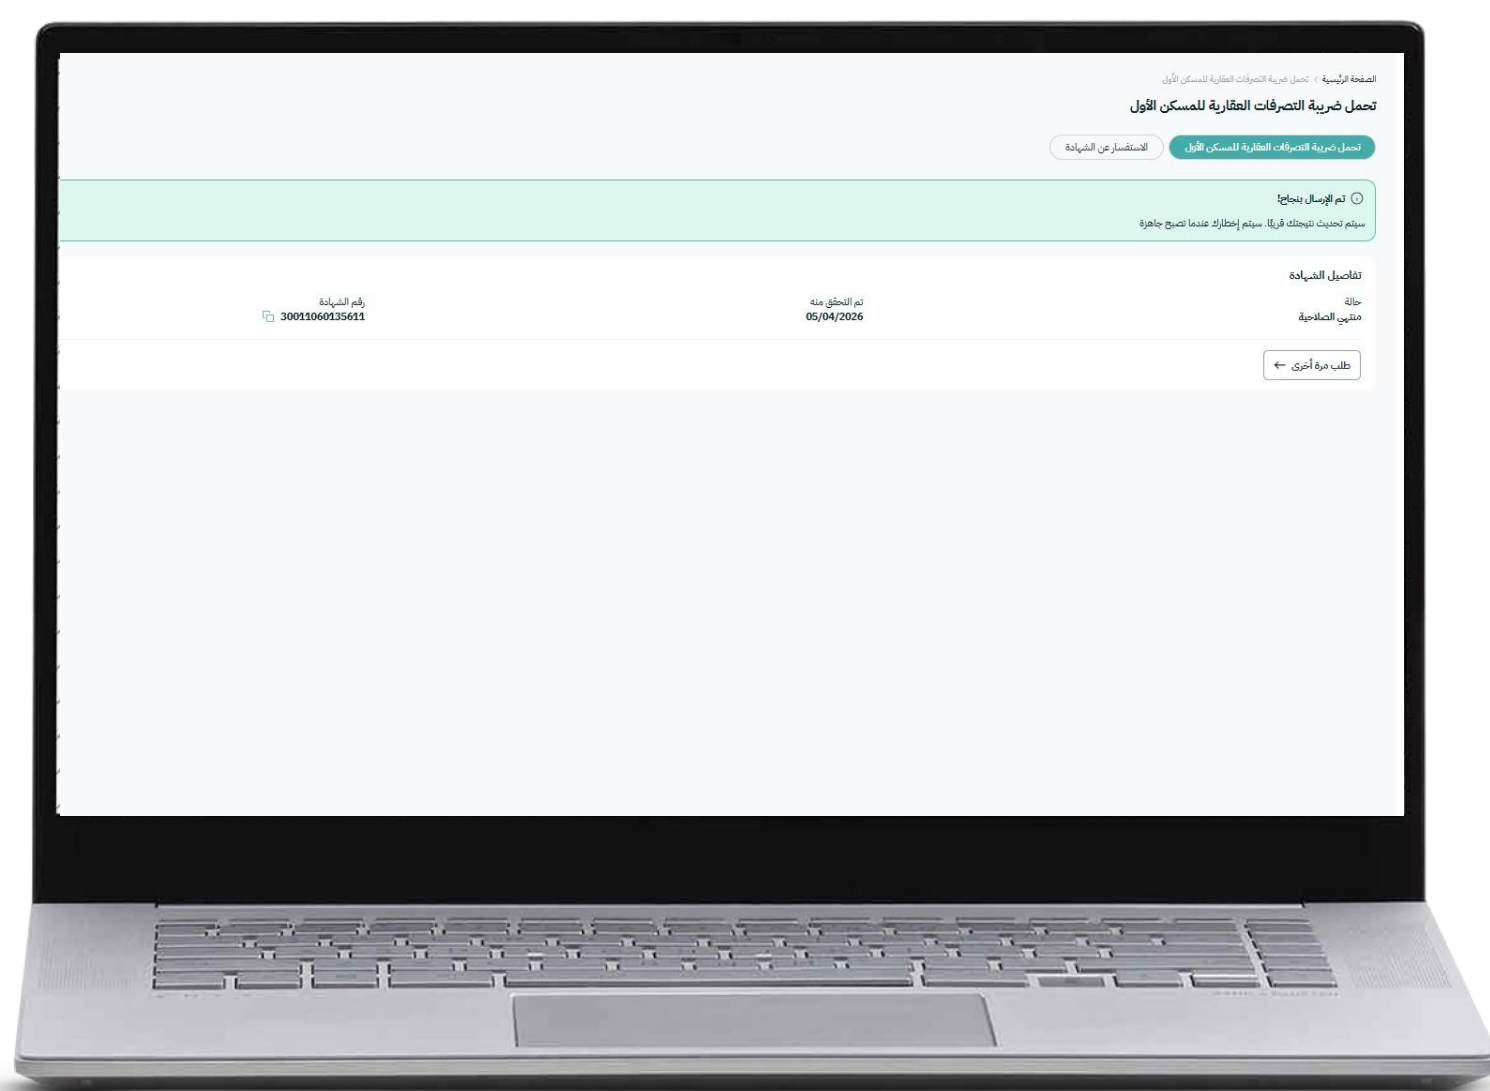 الصفحة الرئيسية › تحمل ضريبة التصرفات العقارية للمسكن الأول
تحمل ضريبة التصرفات العقارية للمسكن الأول
تحمل ضريبة التصرفات العقارية للمسكن الأول
الاستفسار عن الشهادة
تم الإرسال بنجاح!
سيتم تحديث نتيجتك قريبًا. سيتم إخطارك عندما تصبح جاهزة
تفاصيل الشهادة
حالة
منتهي الصلاحية
تم التحقق منه
05/04/2026
رقم الشهادة
30011060135611
طلب مرة أخرى ←